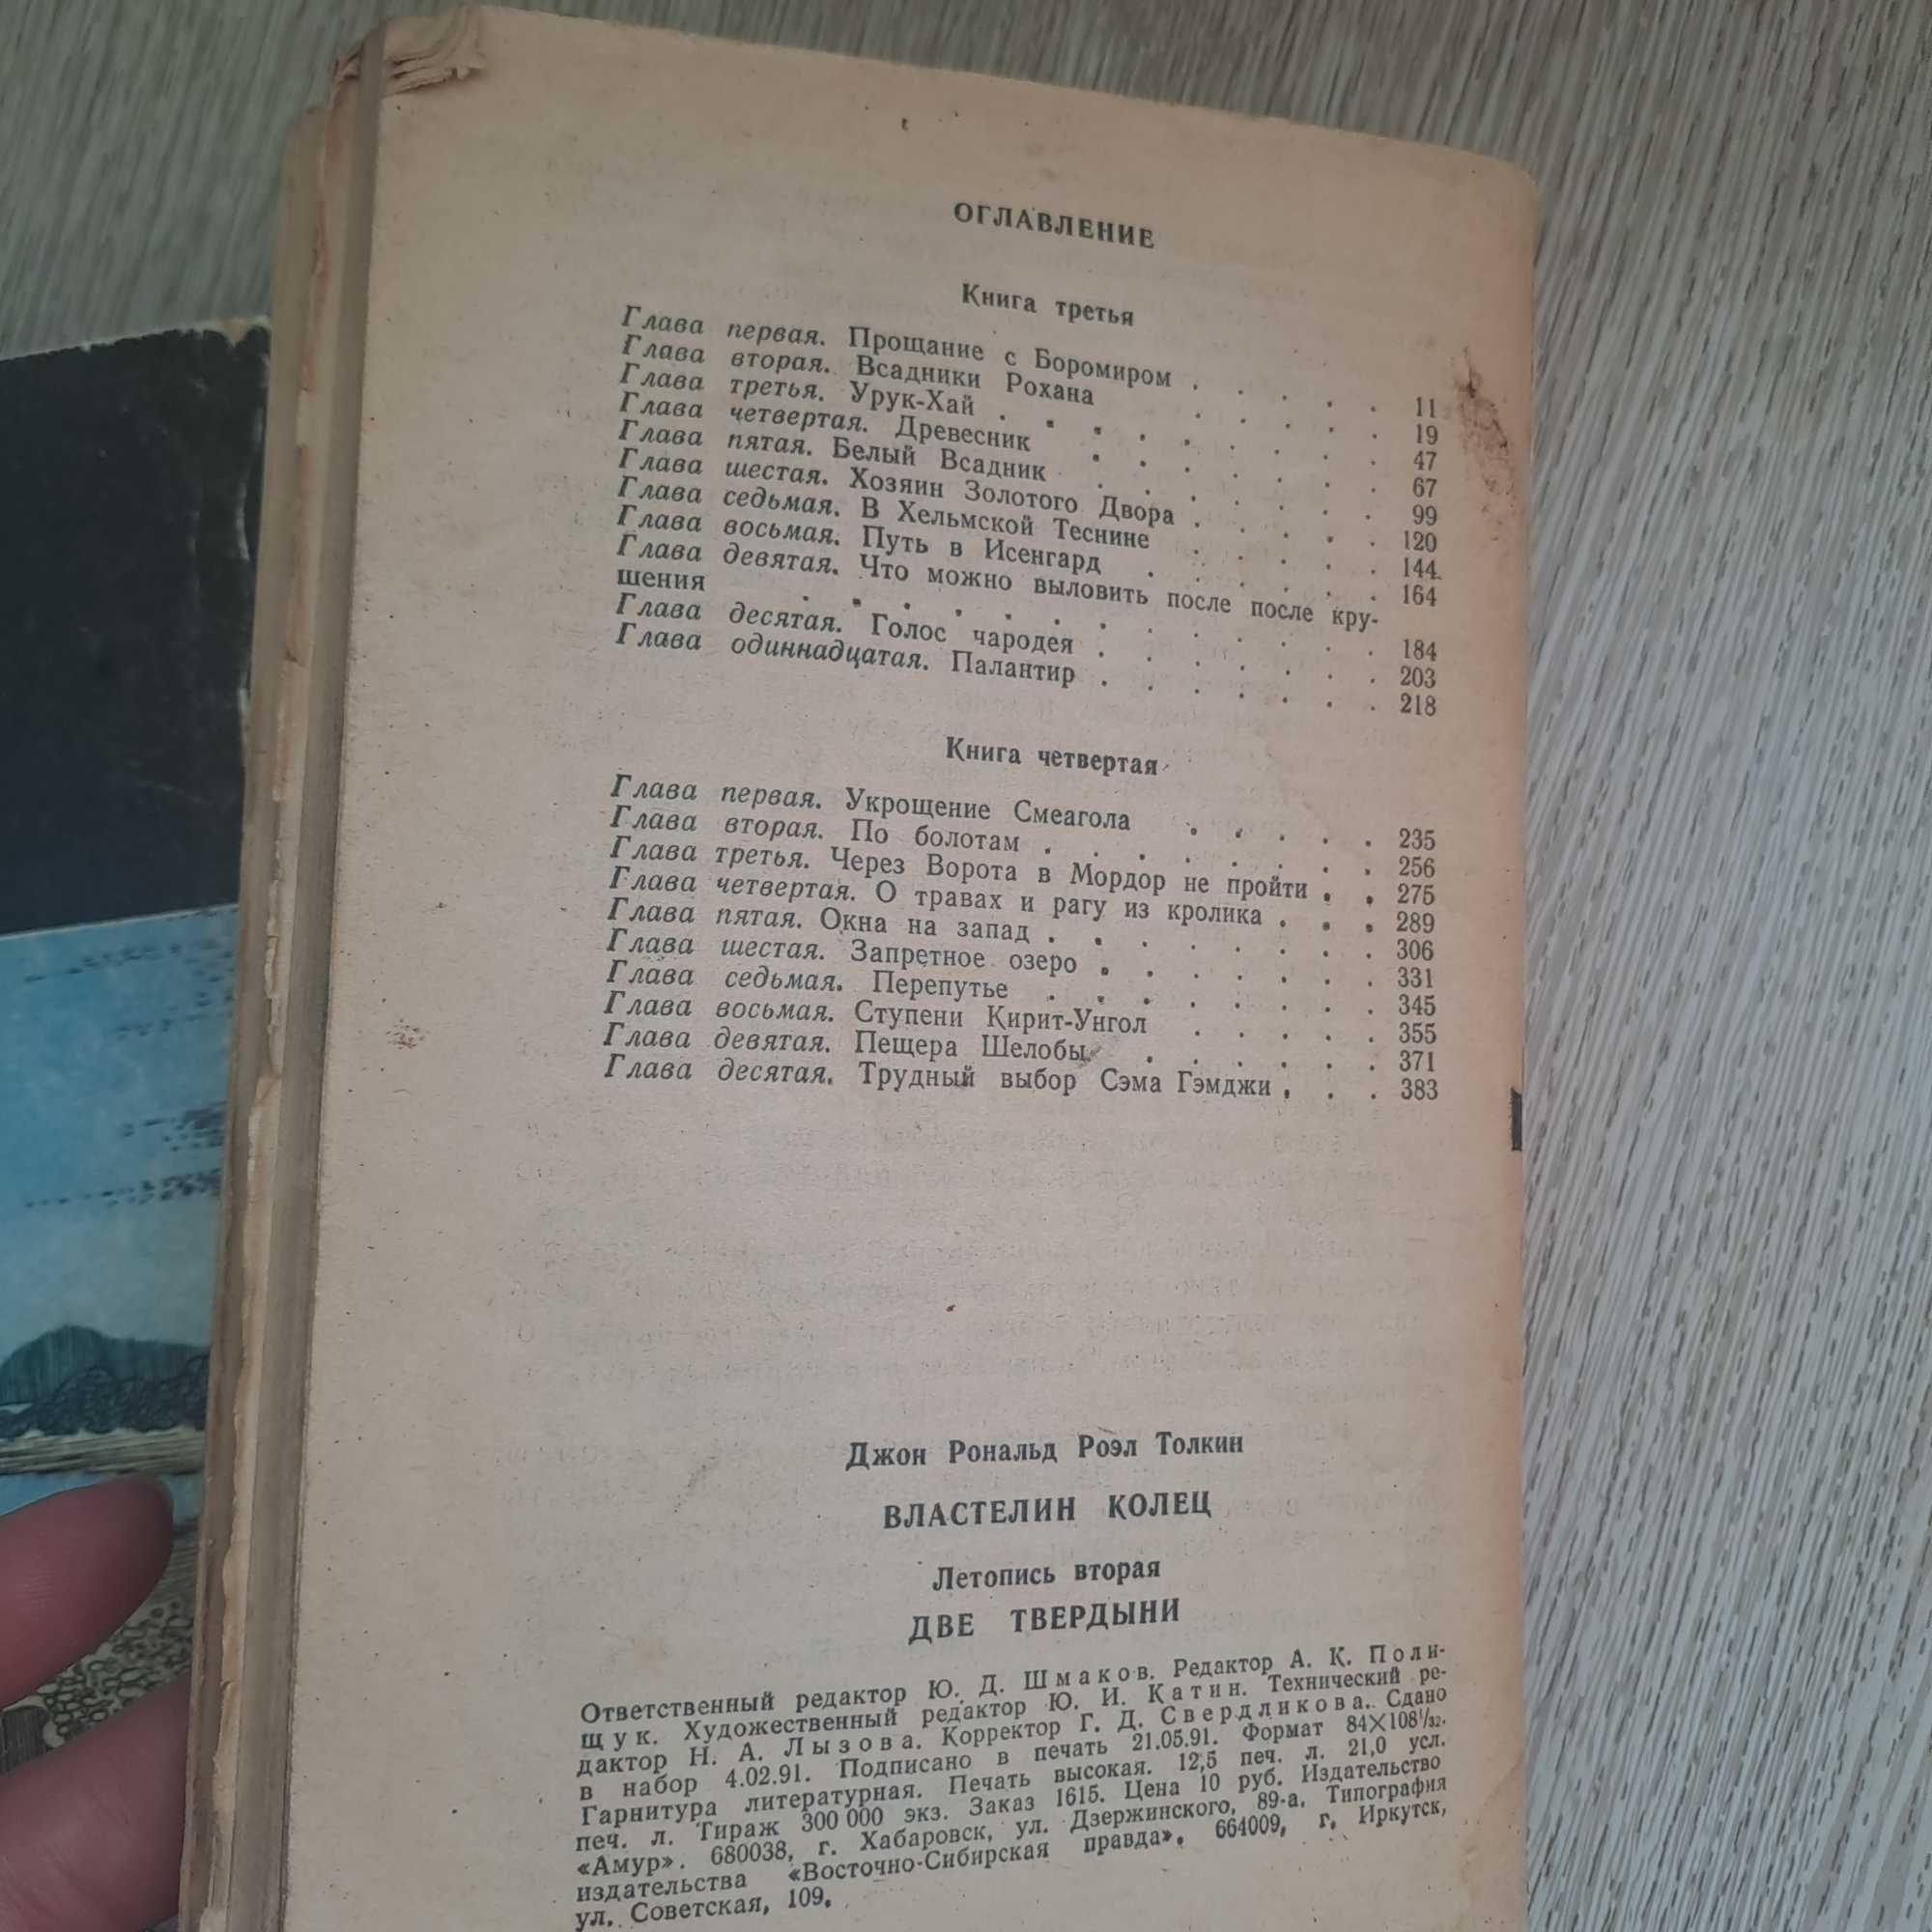 ОГЛАВЛЕНИЕ
Книга третья
Глава первая. Прощание с Боромиром . . . . . 11
Глава вторая. Всадники Рохана . . . . . 19
Глава третья. Урук-Хай . . . . . . . . . 47
Глава четвертая. Древесник . . . . . . . 67
Глава пятая. Белый Всадник . . . . . . . 99
Глава шестая. Хозяин Золотого Двора . . . . . 120
Глава седьмая. В Хельмской Теснине . . . . . 144
Глава восьмая. Путь в Исенгард . . . . . . 164
Глава девятая. Что можно выловить после после кру-
шения . . . . . . . . . . . . . 184
Глава десятая. Голос чародея . . . . . . . 203
Глава одиннадцатая. Палантир . . . . . . . 218
Книга четвертая
Глава первая. Укрощение Смеагола . . . . . 235
Глава вторая. По болотам . . . . . . . . 256
Глава третья. Через Ворота в Мордор не пройти . . 275
Глава четвертая. О травах и рагу из кролика . . . 289
Глава пятая. Окна на запад . . . . . . . . 306
Глава шестая. Запретное озеро . . . . . . . 331
Глава седьмая. Перепутье . . . . . . . . 345
Глава восьмая. Ступени Кирит-Унгол . . . . . 355
Глава девятая. Пещера Шелобы . . . . . . 371
Глава десятая. Трудный выбор Сэма Гэмджи . . . 383
Джон Рональд Роэл Толкин
ВЛАСТЕЛИН КОЛЕЦ
Летопись вторая
ДВЕ ТВЕРДЫНИ
Ответственный редактор Ю. Д. Шмаков. Редактор А. К. Поли-
щук. Художественный редактор Ю. И. Катин. Технический ре-
дактор Н. А. Лызова. Корректор Г. Д. Свердликова. Сдано
в набор 4.02.91. Подписано в печать 21.05.91. Формат 84×108¹/₃₂.
Гарнитура литературная. Печать высокая. 12,5 печ. л. 21,0 усл.
печ. л. Тираж 300 000 экз. Заказ 1615. Цена 10 руб. Издательство
«Амур». 680038, г. Хабаровск, ул. Дзержинского, 89-а. Типография
издательства «Восточно-Сибирская правда». 664009, г. Иркутск,
ул. Советская, 109.